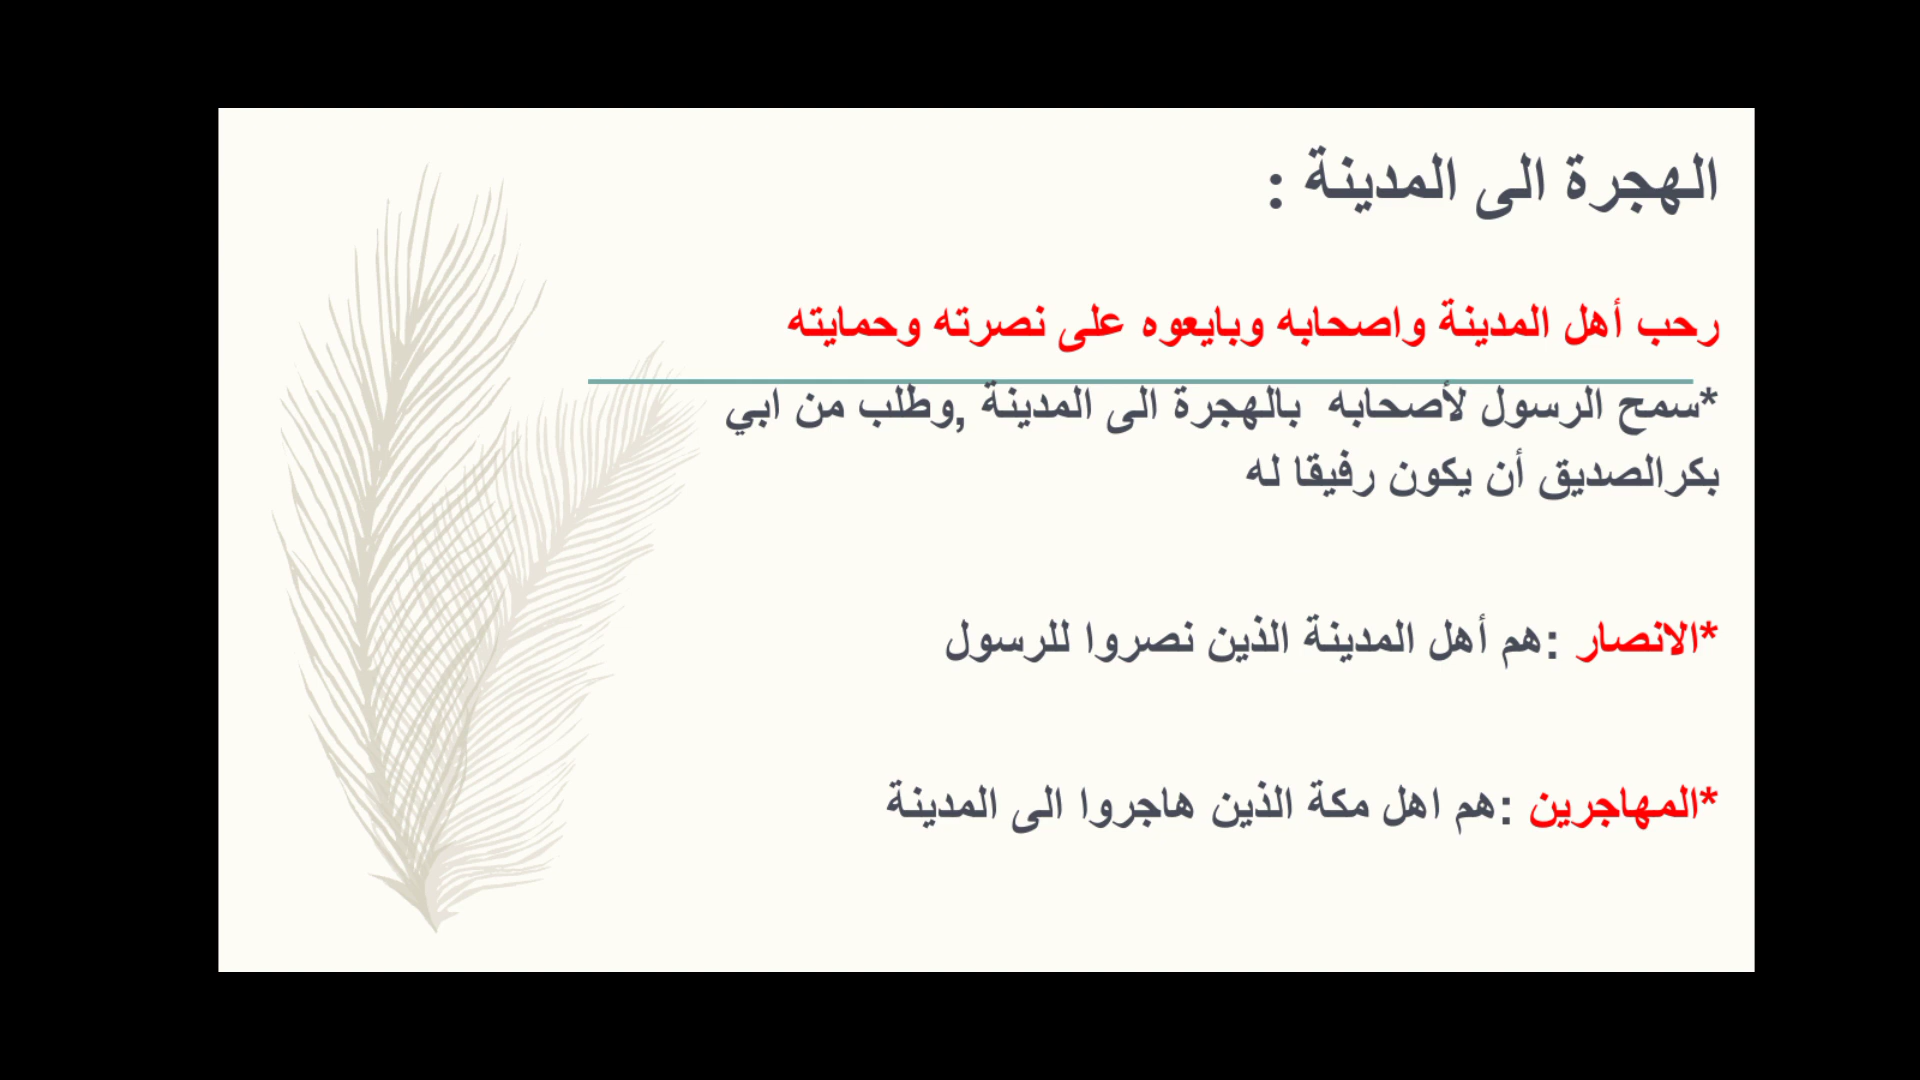 الهجرة الى المدينة :
رحب أهل المدينة واصحابه وبايعوه على نصرته وحمايته
*سمح الرسول لأصحابه بالهجرة الى المدينة ,وطلب من ابي
بكرالصديق أن يكون رفيقا له
*الانصار :هم أهل المدينة الذين نصروا للرسول
*المهاجرين :هم اهل مكة الذين هاجروا الى المدينة